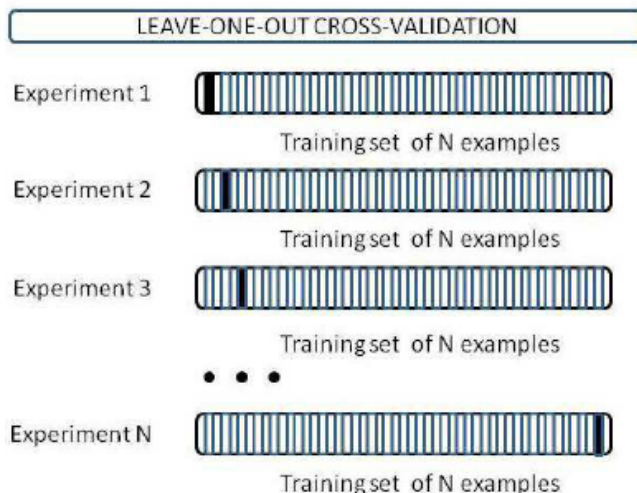 LEAVE-ONE-OUT CROSS-VALIDATION
Experiment 1
Training set of N examples
Experiment 2
Training set of N examples
Experiment 3
Training set of N examples
• • •
Experiment N
Training set of N examples